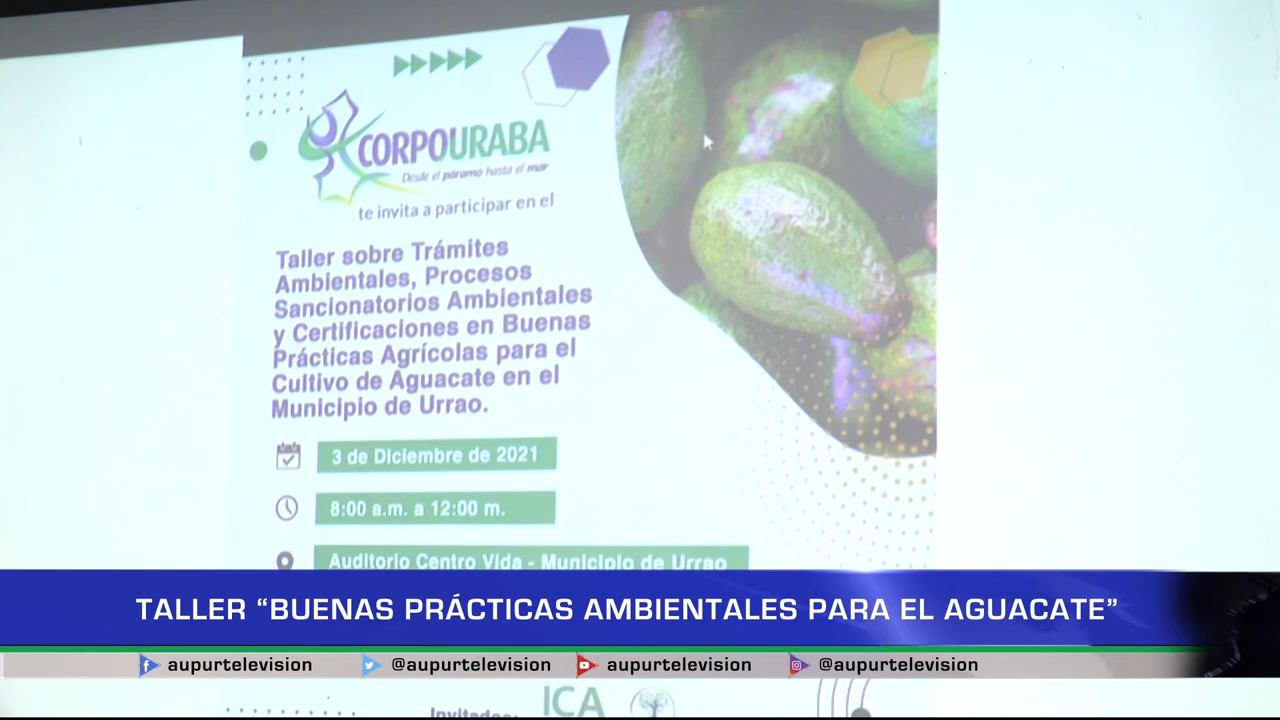 CORPOURABA
Desde el páramo hasta el mar
te invita a participar en el
Taller sobre Trámites
Ambientales, Procesos
Sancionatorios Ambientales
y Certificaciones en Buenas
Prácticas Agrícolas para el
Cultivo de Aguacate en el
Municipio de Urrao.
3 de Diciembre de 2021
8:00 a.m. a 12:00 m.
Auditorio Centro Vida - Municipio de Urrao
TALLER “BUENAS PRÁCTICAS AMBIENTALES PARA EL AGUACATE”
aupurtelevision @aupurtelevision aupurtelevision @aupurtelevision
Invitados: ICA